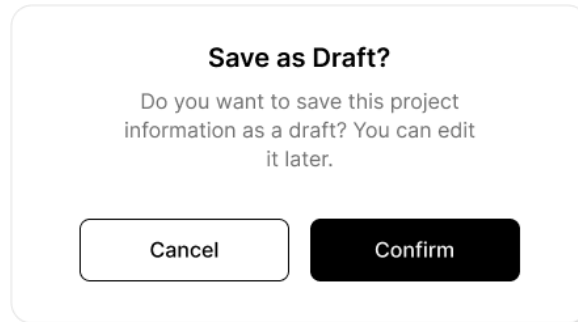 Save as Draft?
Do you want to save this project
information as a draft? You can edit
it later.
Cancel
Confirm